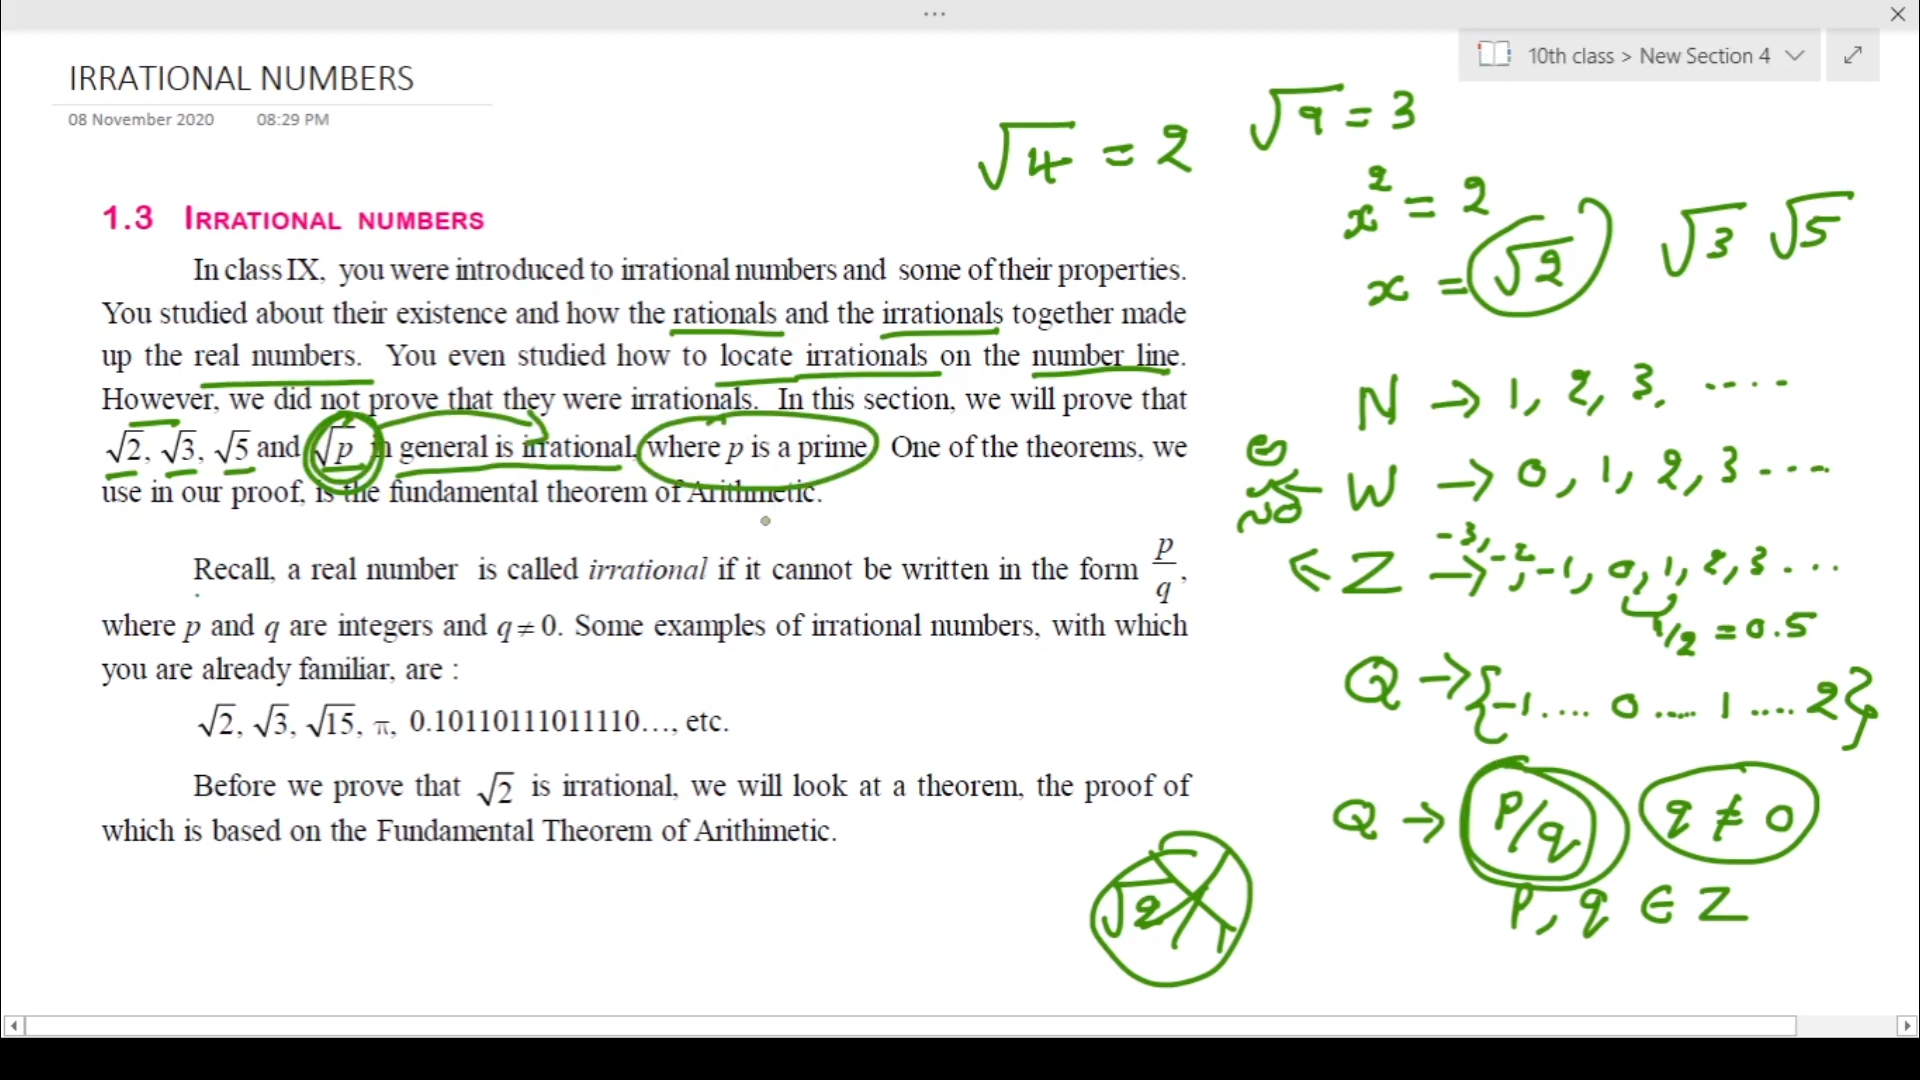 10th class > New Section 4
IRRATIONAL NUMBERS
08 November 2020 08:29 PM
√4 = 2
√9 = 3
x² = 2
x = √2
√3 √5
1.3 IRRATIONAL NUMBERS
In class IX, you were introduced to irrational numbers and some of their properties.
You studied about their existence and how the rationals and the irrationals together made
up the real numbers. You even studied how to locate irrationals on the number line.
However, we did not prove that they were irrationals. In this section, we will prove that
√2, √3, √5 and √p in general is irrational, where p is a prime. One of the theorems, we
use in our proof, is the fundamental theorem of Arithmetic.
Recall, a real number is called irrational if it cannot be written in the form p/q,
where p and q are integers and q ≠ 0. Some examples of irrational numbers, with which
you are already familiar, are :
√2, √3, √15, π, 0.10110111011110..., etc.
Before we prove that √2 is irrational, we will look at a theorem, the proof of
which is based on the Fundamental Theorem of Arithimetic.
N → 1, 2, 3, .....
W → 0, 1, 2, 3 ....
← Z → -3, -2, -1, 0, 1, 2, 3 ...
1/2 = 0.5
Q → {-1 .... 0 .... 1 .... 2}
Q → p/q q ≠ 0
p, q ∈ Z
√2